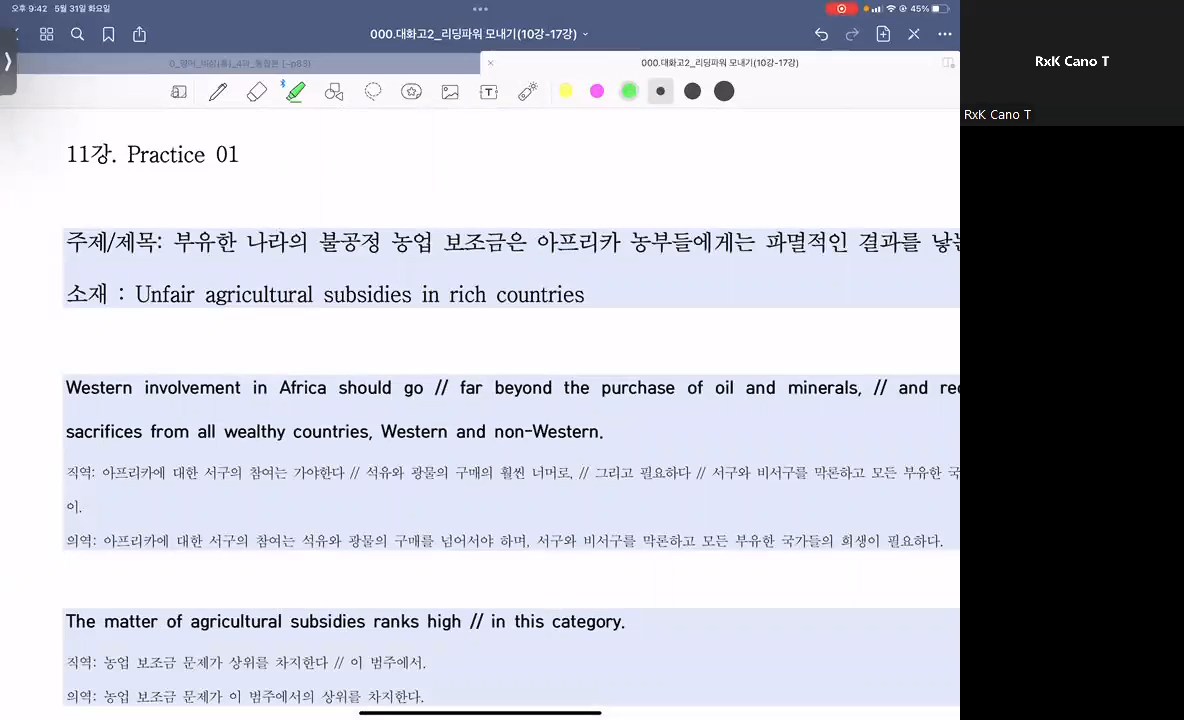 오후 9:42 5월 31일 화요일
45%
000.대화고2_리딩파워 모내기(10강-17강)
000.대화고2_리딩파워 모내기(10강-17강)
RxK Cano T
RxK Cano T
11강. Practice 01
주제/제목: 부유한 나라의 불공정 농업 보조금은 아프리카 농부들에게는 파멸적인 결과를
소재 : Unfair agricultural subsidies in rich countries
Western involvement in Africa should go // far beyond the purchase of oil and minerals, // and
sacrifices from all wealthy countries, Western and non-Western.
직역: 아프리카에 대한 서구의 참여는 가야한다 // 석유와 광물의 구매의 훨씬 너머로, // 그리고 필요하다 // 서구와 비서구를 막론하고 모든 부유한 국
이.
의역: 아프리카에 대한 서구의 참여는 석유와 광물의 구매를 넘어서야 하며, 서구와 비서구를 막론하고 모든 부유한 국가들의 희생이 필요하다.
The matter of agricultural subsidies ranks high // in this category.
직역: 농업 보조금 문제가 상위를 차지한다 // 이 범주에서.
의역: 농업 보조금 문제가 이 범주에서의 상위를 차지한다.